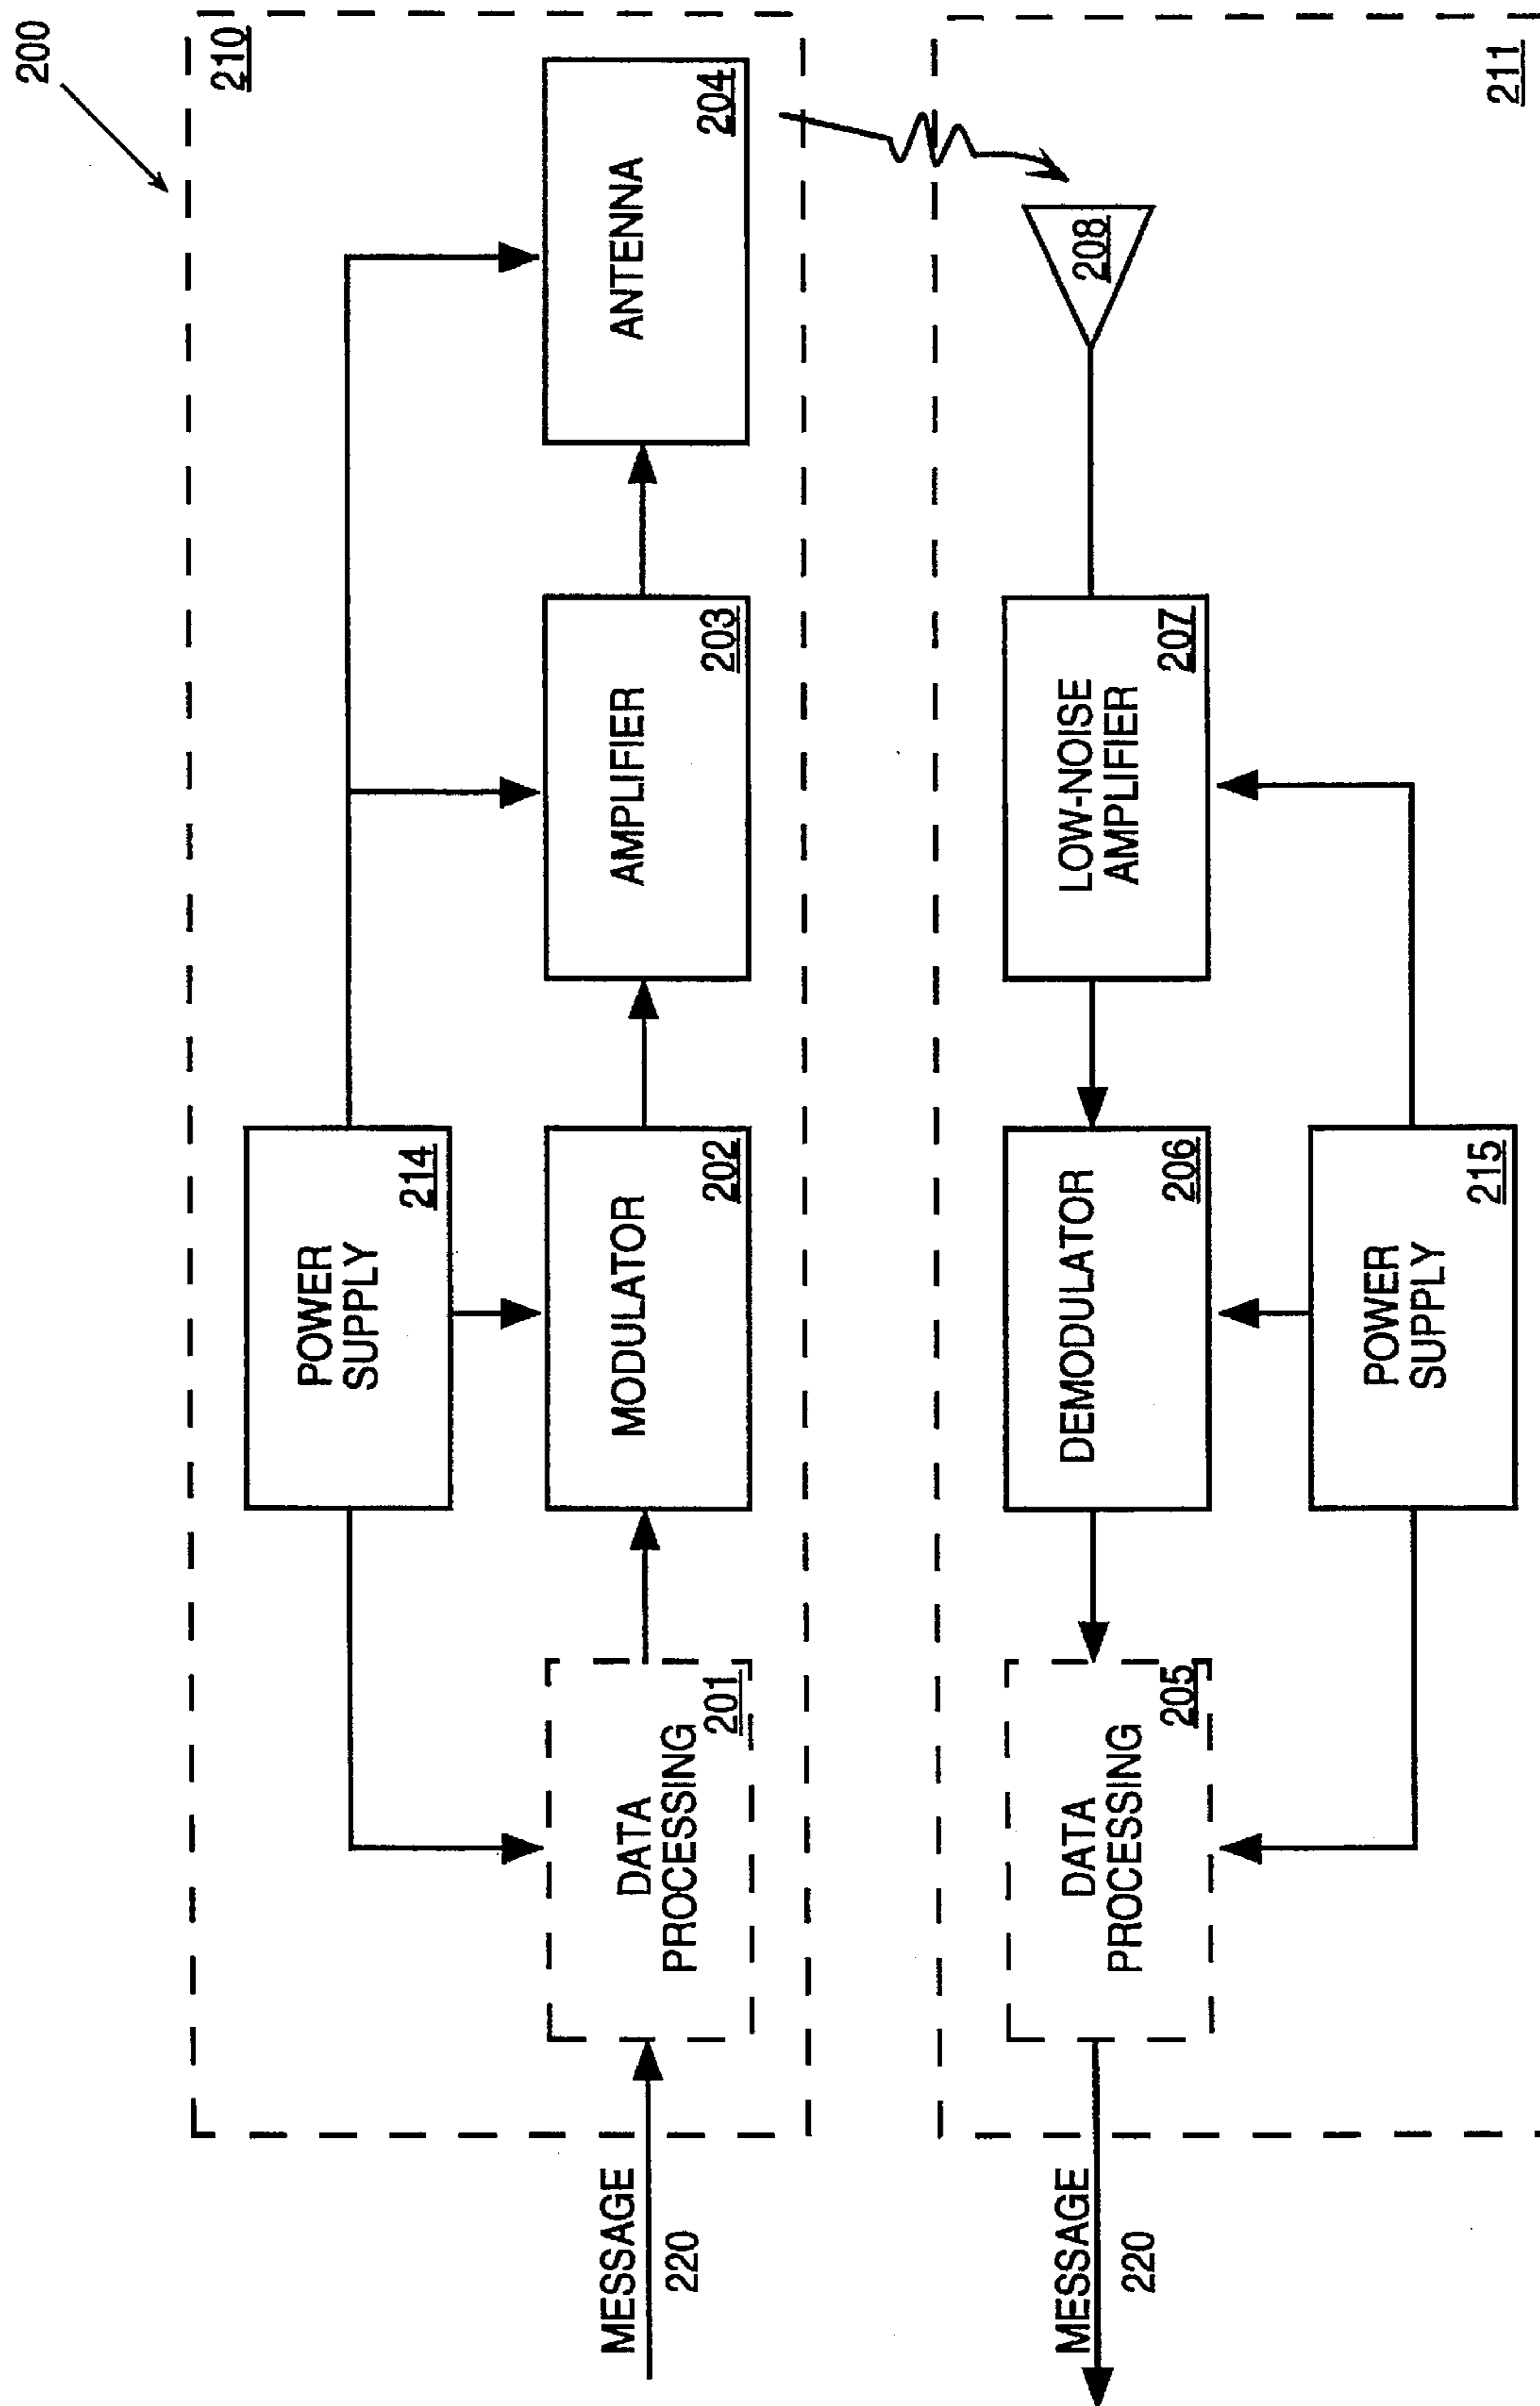 200
210
POWER
SUPPLY
214
MESSAGE
220
DATA
PROCESSING
201
MODULATOR
202
AMPLIFIER
203
ANTENNA
204
211
MESSAGE
220
DATA
PROCESSING
205
DEMODULATOR
206
LOW-NOISE
AMPLIFIER
207
208
POWER
SUPPLY
215